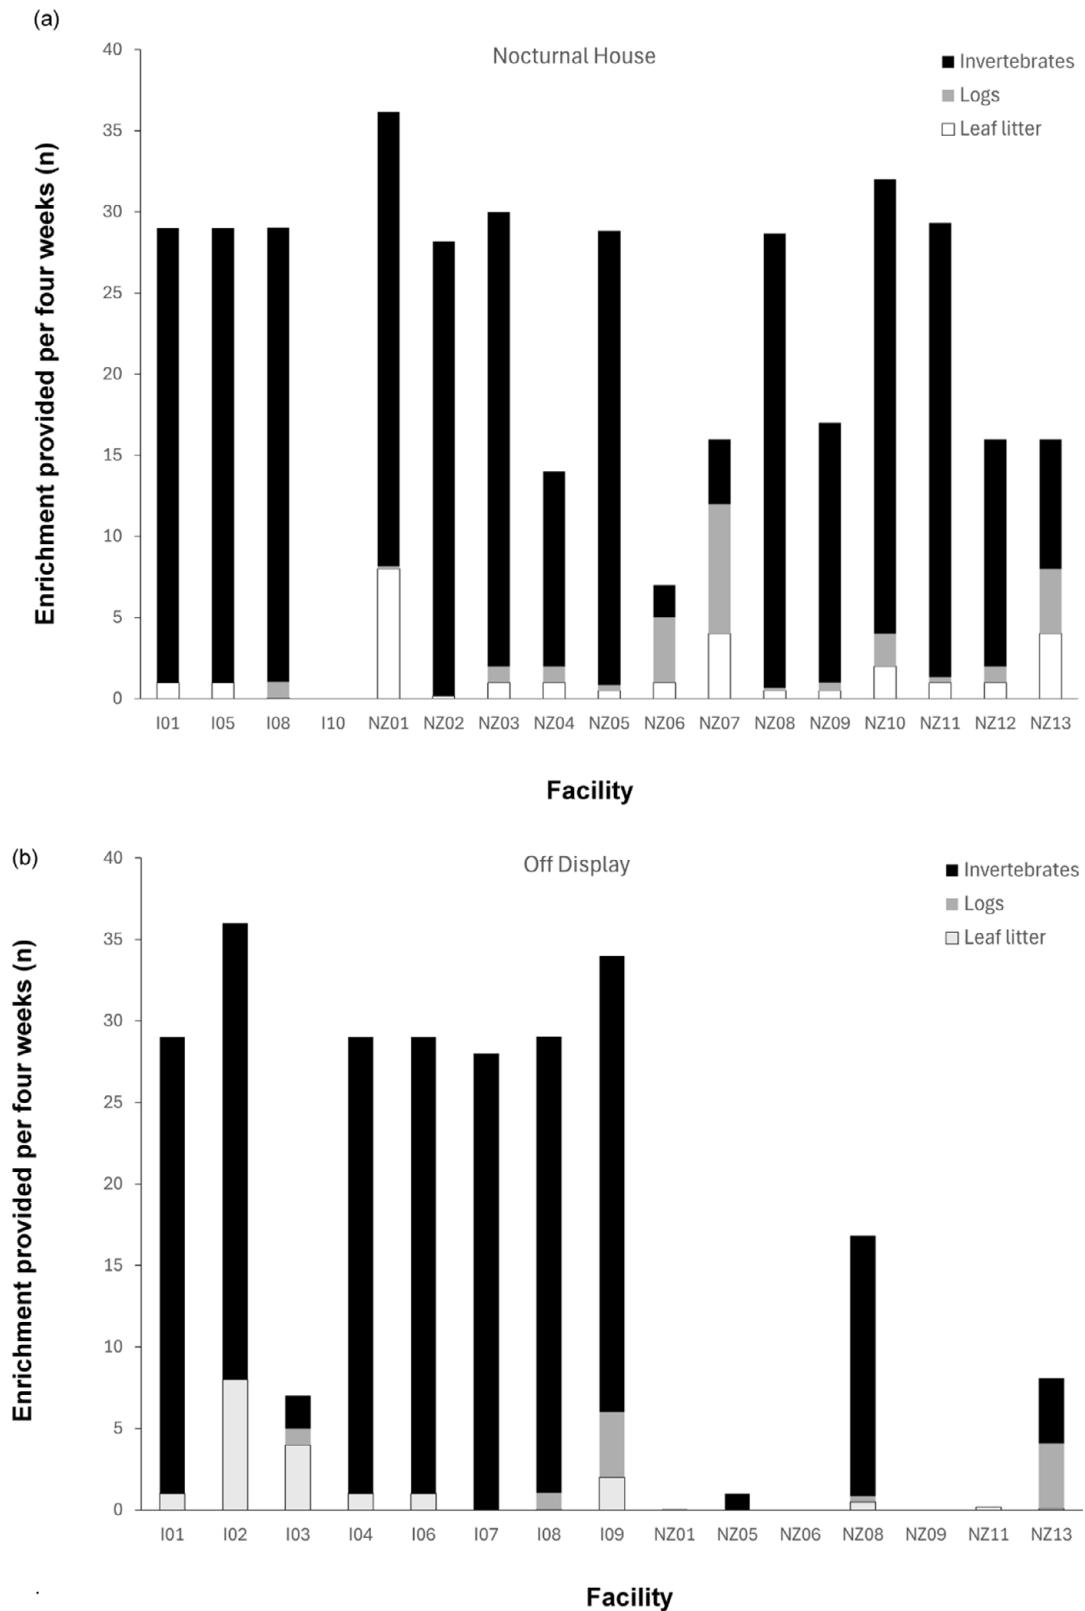 (a)
Nocturnal House
Invertebrates
Logs
Leaf litter
Enrichment provided per four weeks (n)
40
35
30
25
20
15
10
5
0
I01 I05 I08 I10 NZ01 NZ02 NZ03 NZ04 NZ05 NZ06 NZ07 NZ08 NZ09 NZ10 NZ11 NZ12 NZ13
Facility
(b)
Off Display
Invertebrates
Logs
Leaf litter
Enrichment provided per four weeks (n)
40
35
30
25
20
15
10
5
0
I01 I02 I03 I04 I06 I07 I08 I09 NZ01 NZ05 NZ06 NZ08 NZ09 NZ11 NZ13
.
Facility